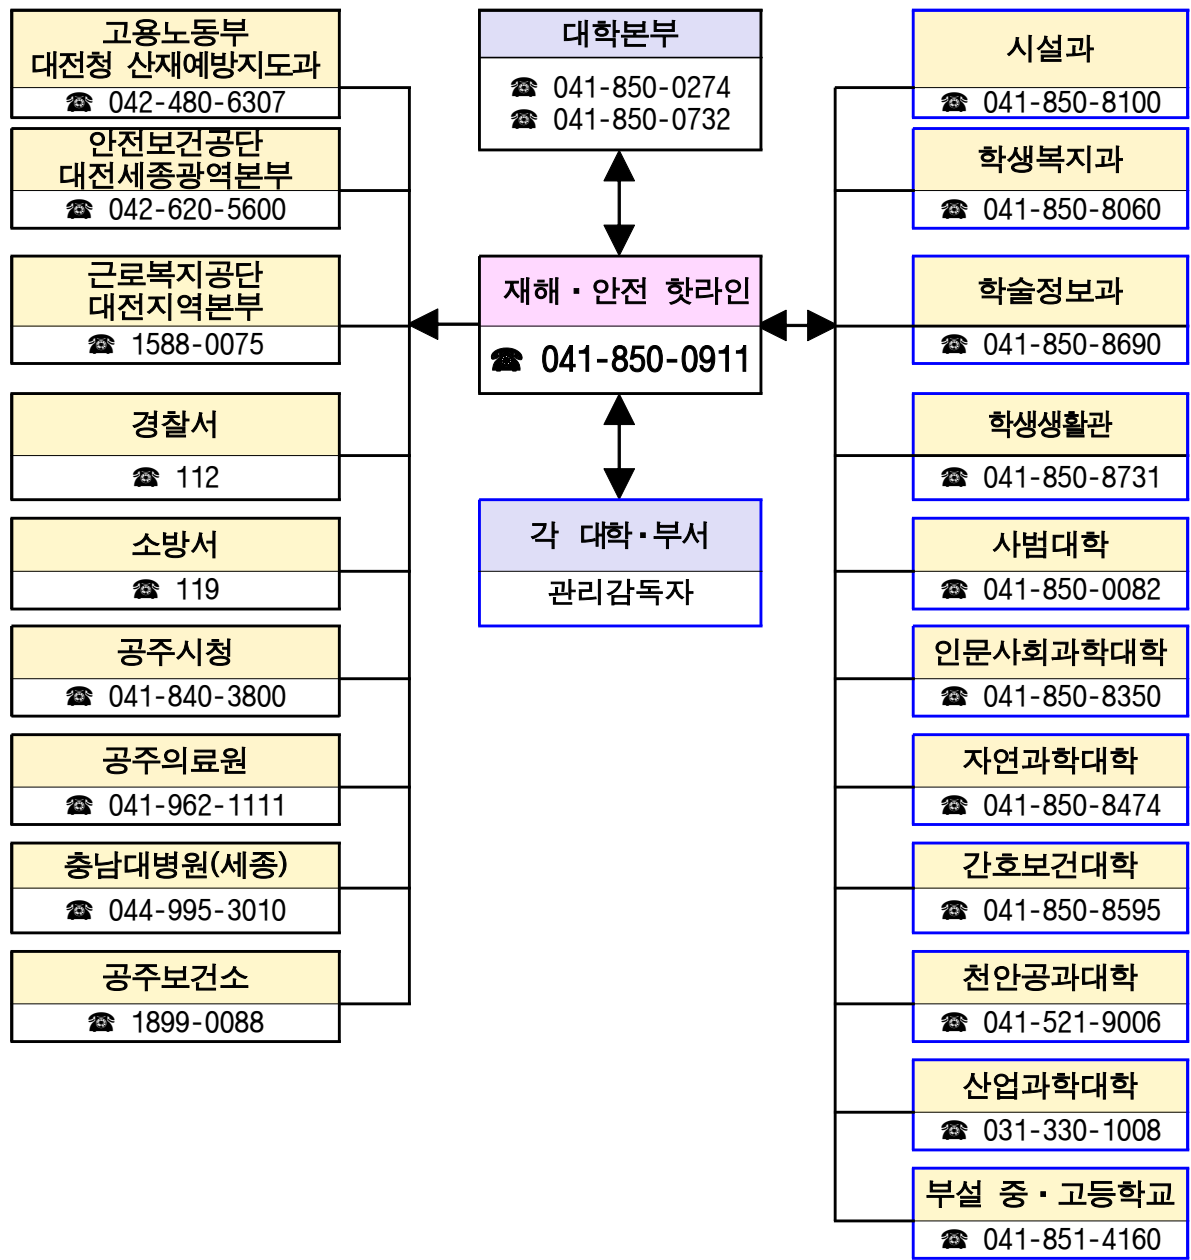 고용노동부
대전청 산재예방지도과
☎ 042-480-6307
안전보건공단
대전세종광역본부
☎ 042-620-5600
근로복지공단
대전지역본부
☎ 1588-0075
경찰서
☎ 112
소방서
☎ 119
공주시청
☎ 041-840-3800
공주의료원
☎ 041-962-1111
충남대병원(세종)
☎ 044-995-3010
공주보건소
☎ 1899-0088
대학본부
☎ 041-850-0274
☎ 041-850-0732
재해·안전 핫라인
☎ 041-850-0911
각 대학·부서
관리감독자
시설과
☎ 041-850-8100
학생복지과
☎ 041-850-8060
학술정보과
☎ 041-850-8690
학생생활관
☎ 041-850-8731
사범대학
☎ 041-850-0082
인문사회과학대학
☎ 041-850-8350
자연과학대학
☎ 041-850-8474
간호보건대학
☎ 041-850-8595
천안공과대학
☎ 041-521-9006
산업과학대학
☎ 031-330-1008
부설 중·고등학교
☎ 041-851-4160